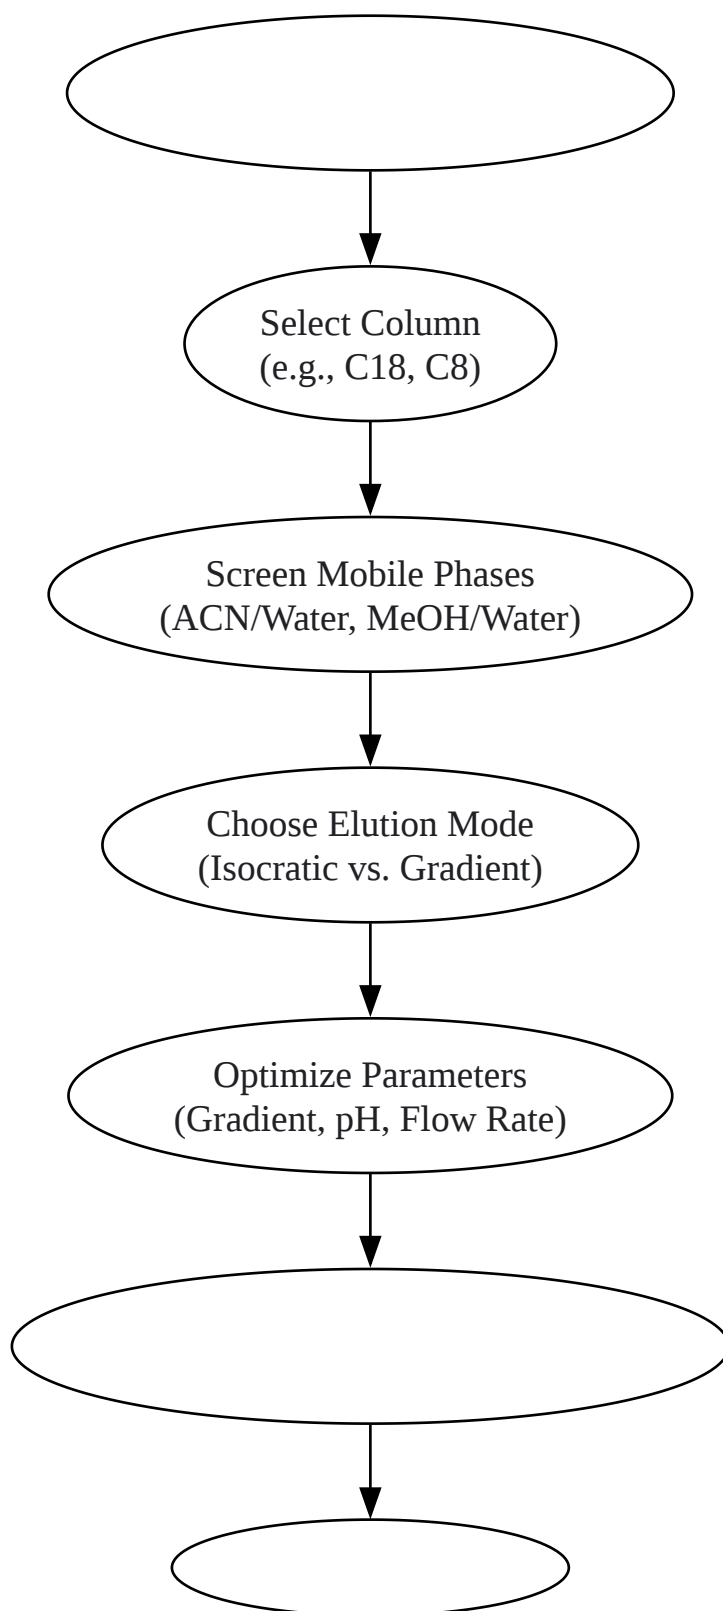 Select Column
(e.g., C18, C8)
Screen Mobile Phases
(ACN/Water, MeOH/Water)
Choose Elution Mode
(Isocratic vs. Gradient)
Optimize Parameters
(Gradient, pH, Flow Rate)